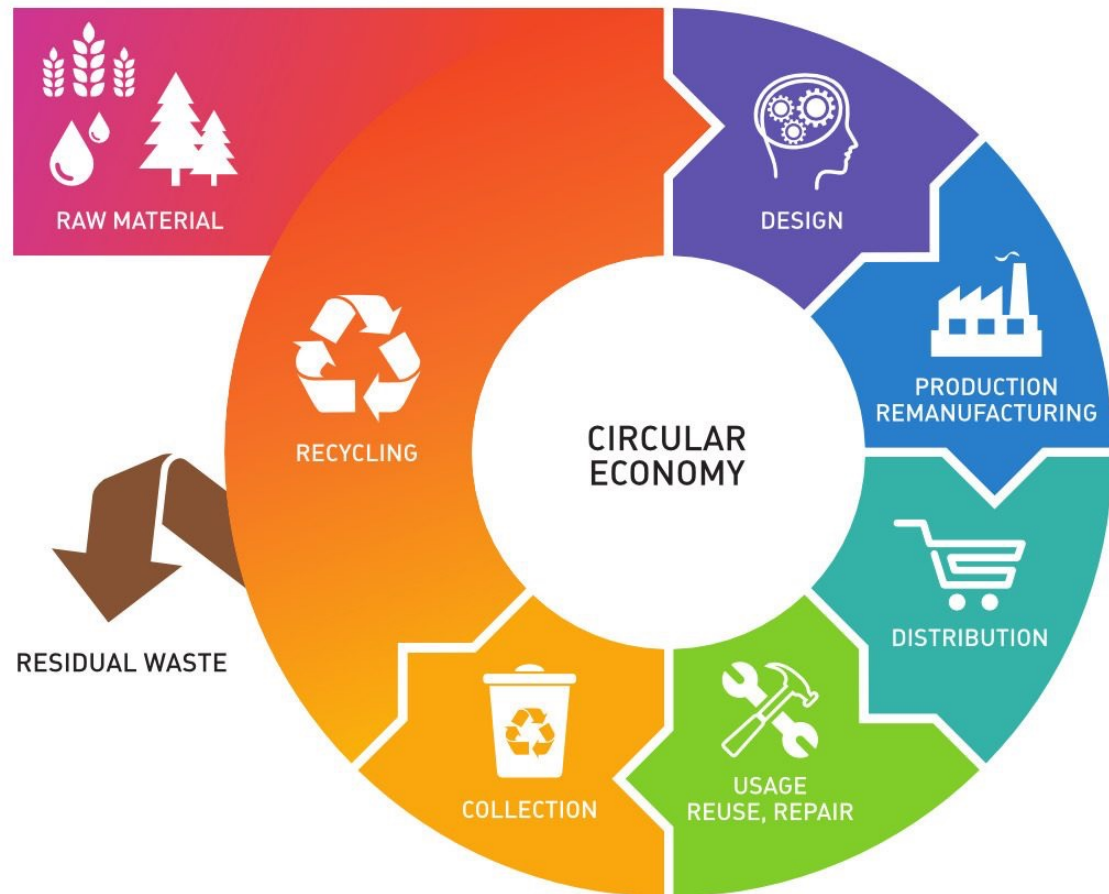 RAW MATERIAL
DESIGN
PRODUCTION
REMANUFACTURING
RECYCLING
CIRCULAR
ECONOMY
DISTRIBUTION
RESIDUAL WASTE
USAGE
REUSE, REPAIR
COLLECTION